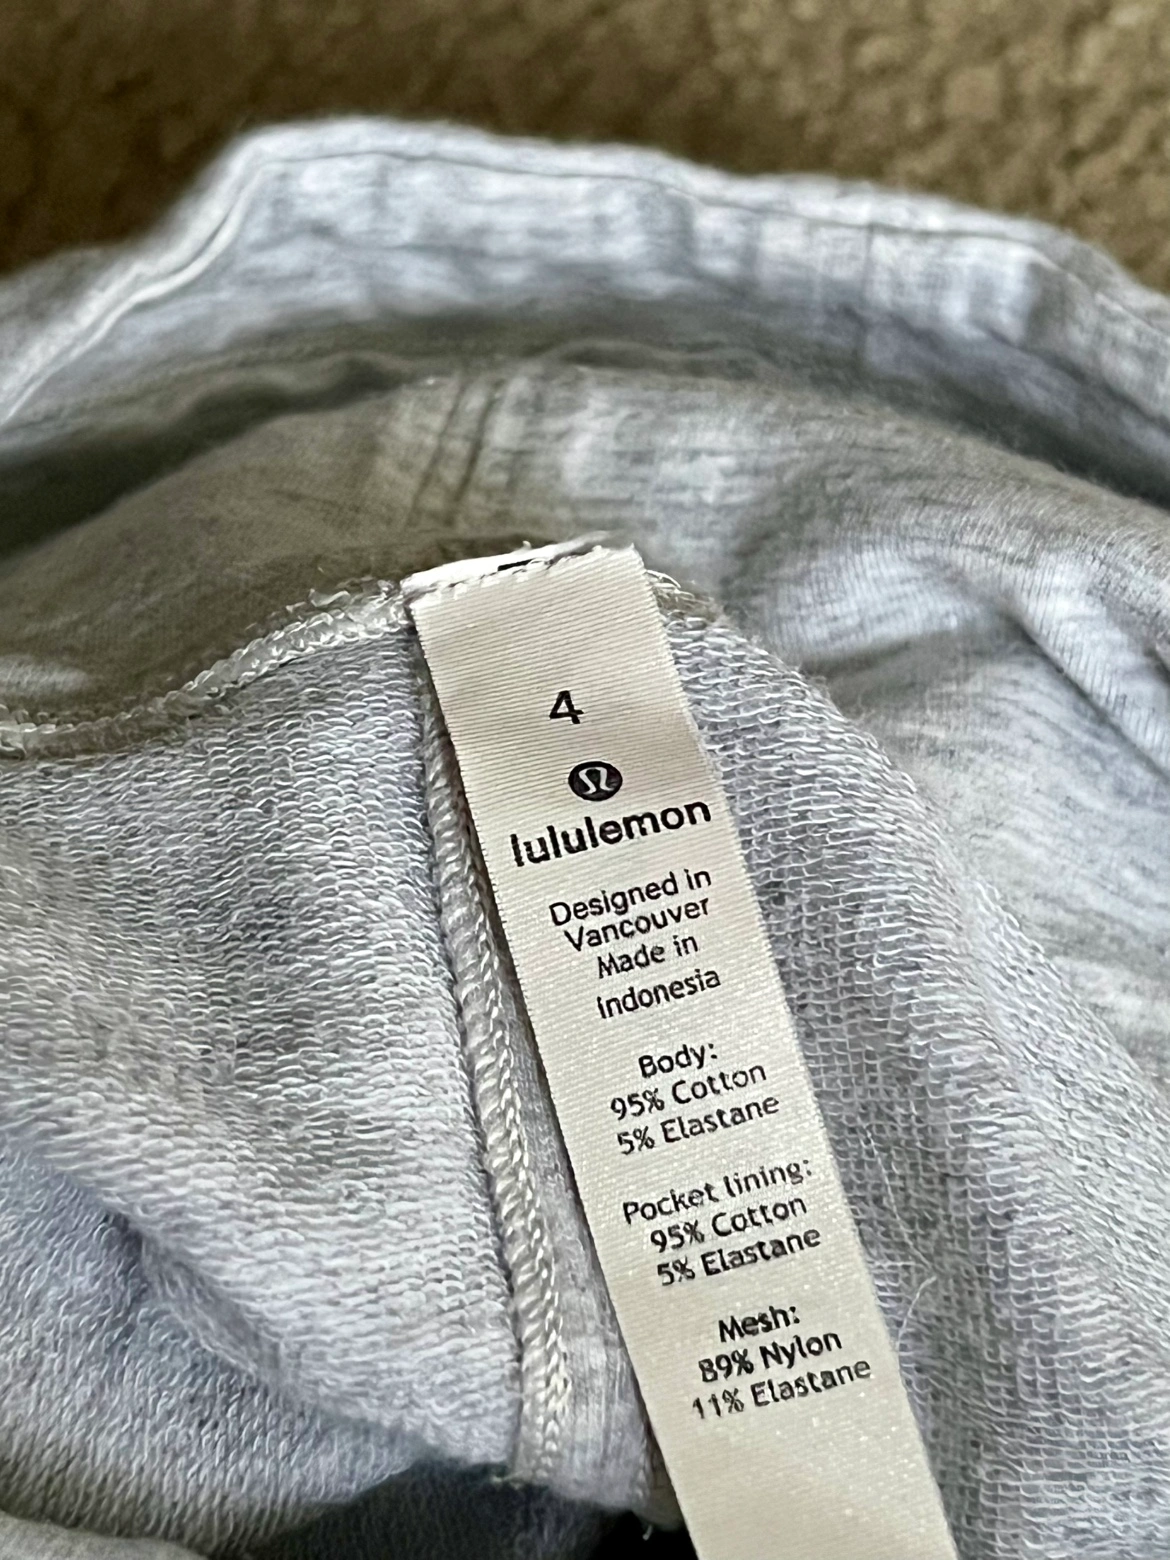 4
lululemon
Designed in
Vancouver
Made in
Indonesia
Body:
95% Cotton
5% Elastane
Pocket lining:
95% Cotton
5% Elastane
Mesh:
89% Nylon
11% Elastane